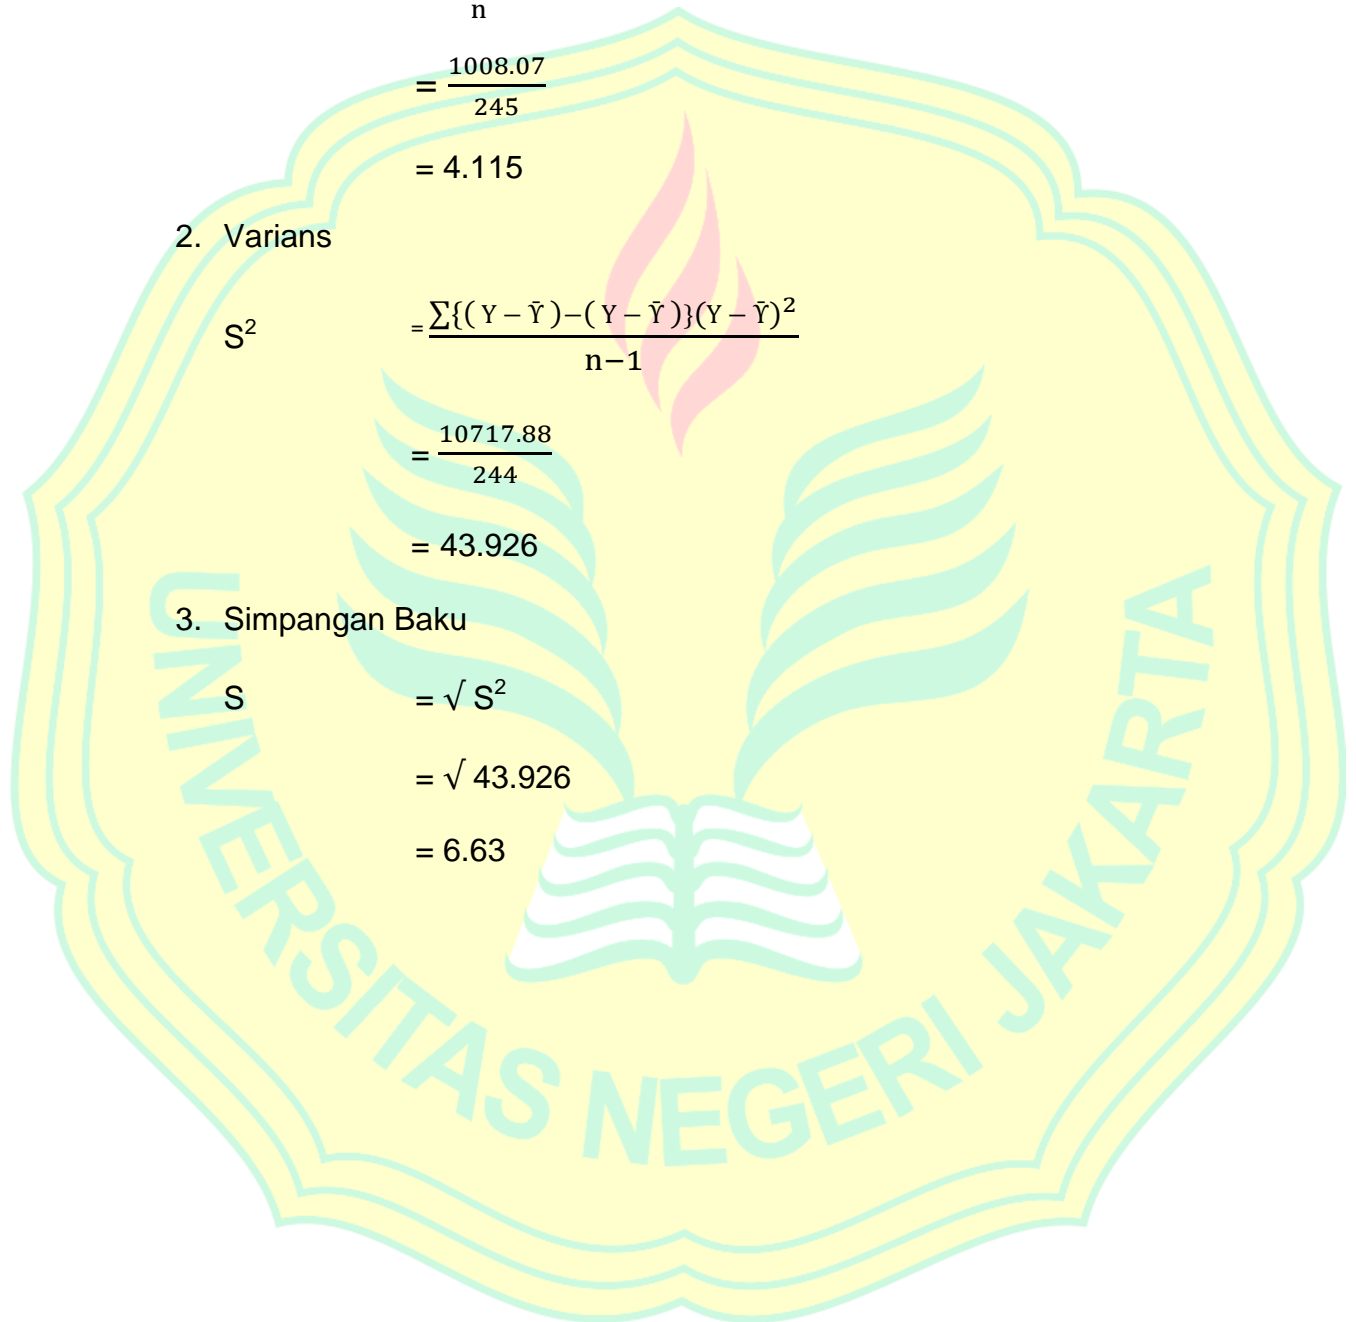 n
= 1008.07
245
= 4.115
2. Varians
S² = ∑{( Y – Ȳ )–( Y – Ȳ )}(Y – Ȳ)²
n–1
= 10717.88
244
= 43.926
3. Simpangan Baku
S = √ S²
= √ 43.926
= 6.63
UNIVERSITAS NEGERI JAKARTA